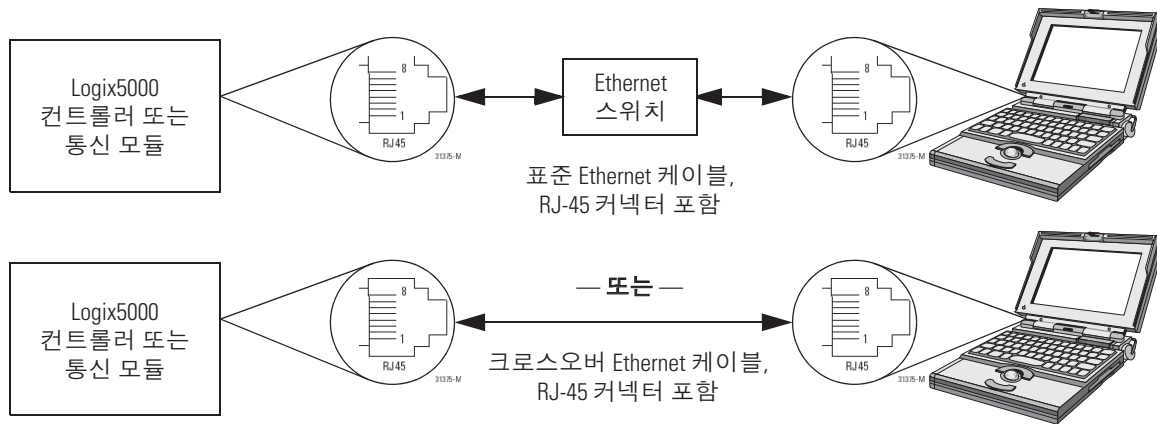 Logix5000
컨트롤러 또는
통신 모듈
8
1
RJ45
31375-M
Ethernet
스위치
8
1
RJ45
31375-M
표준 Ethernet 케이블,
RJ-45 커넥터 포함
Logix5000
컨트롤러 또는
통신 모듈
8
1
RJ45
31375-M
— 또는 —
크로스오버 Ethernet 케이블,
RJ-45 커넥터 포함
8
1
RJ45
31375-M